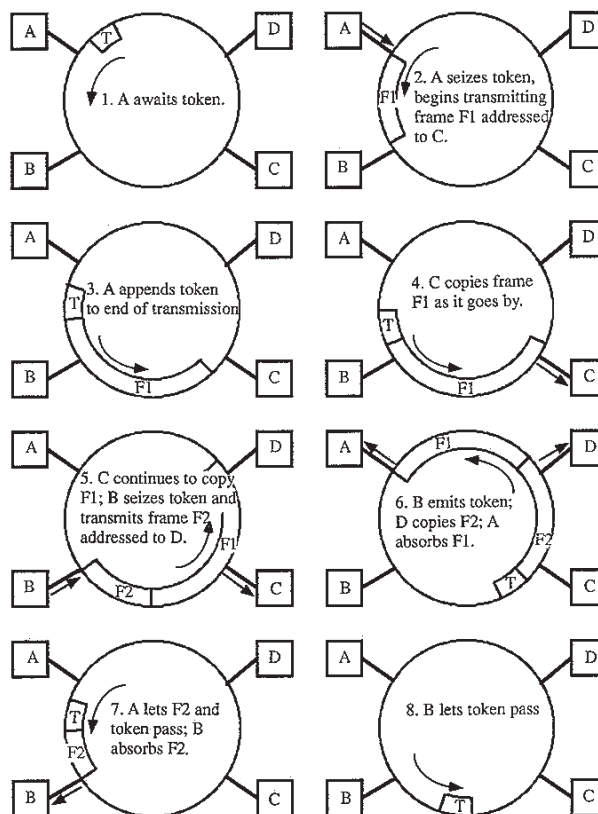 A
D
T
1. A awaits token.
B
C
A
D
2. A seizes token,
begins transmitting
frame F1 addressed
to C.
F1
B
C
A
D
3. A appends token
to end of transmission
T
B
C
F1
A
D
4. C copies frame
F1 as it goes by.
T
B
C
F1
A
D
5. C continues to copy
F1; B seizes token and
transmits frame F2
addressed to D.
F1
B
F2
C
A
F1
D
6. B emits token;
D copies F2; A
absorbs F1.
F2
B
T
C
A
D
7. A lets F2 and
token pass; B
absorbs F2.
T
F2
B
C
A
D
8. B lets token pass
B
T
C